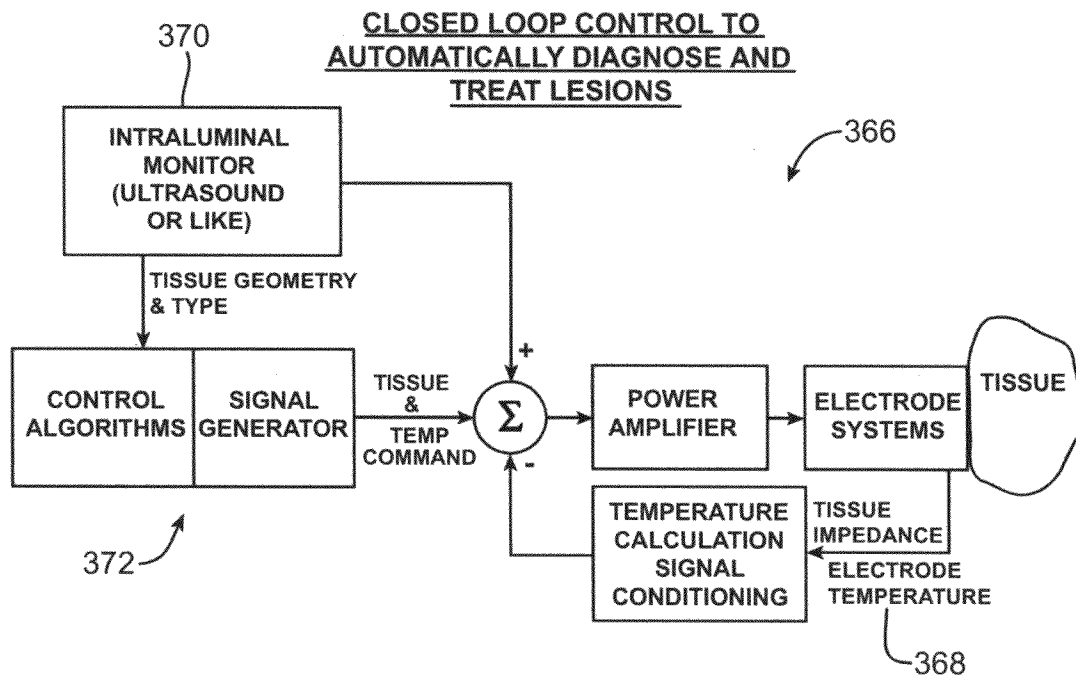 CLOSED LOOP CONTROL TO
AUTOMATICALLY DIAGNOSE AND
TREAT LESIONS
370
366
INTRALUMINAL
MONITOR
(ULTRASOUND
OR LIKE)
TISSUE GEOMETRY
& TYPE
CONTROL
ALGORITHMS
SIGNAL
GENERATOR
TISSUE
&
TEMP
COMMAND
+
Σ
-
POWER
AMPLIFIER
ELECTRODE
SYSTEMS
TISSUE
TEMPERATURE
CALCULATION
SIGNAL
CONDITIONING
TISSUE
IMPEDANCE
ELECTRODE
TEMPERATURE
372
368